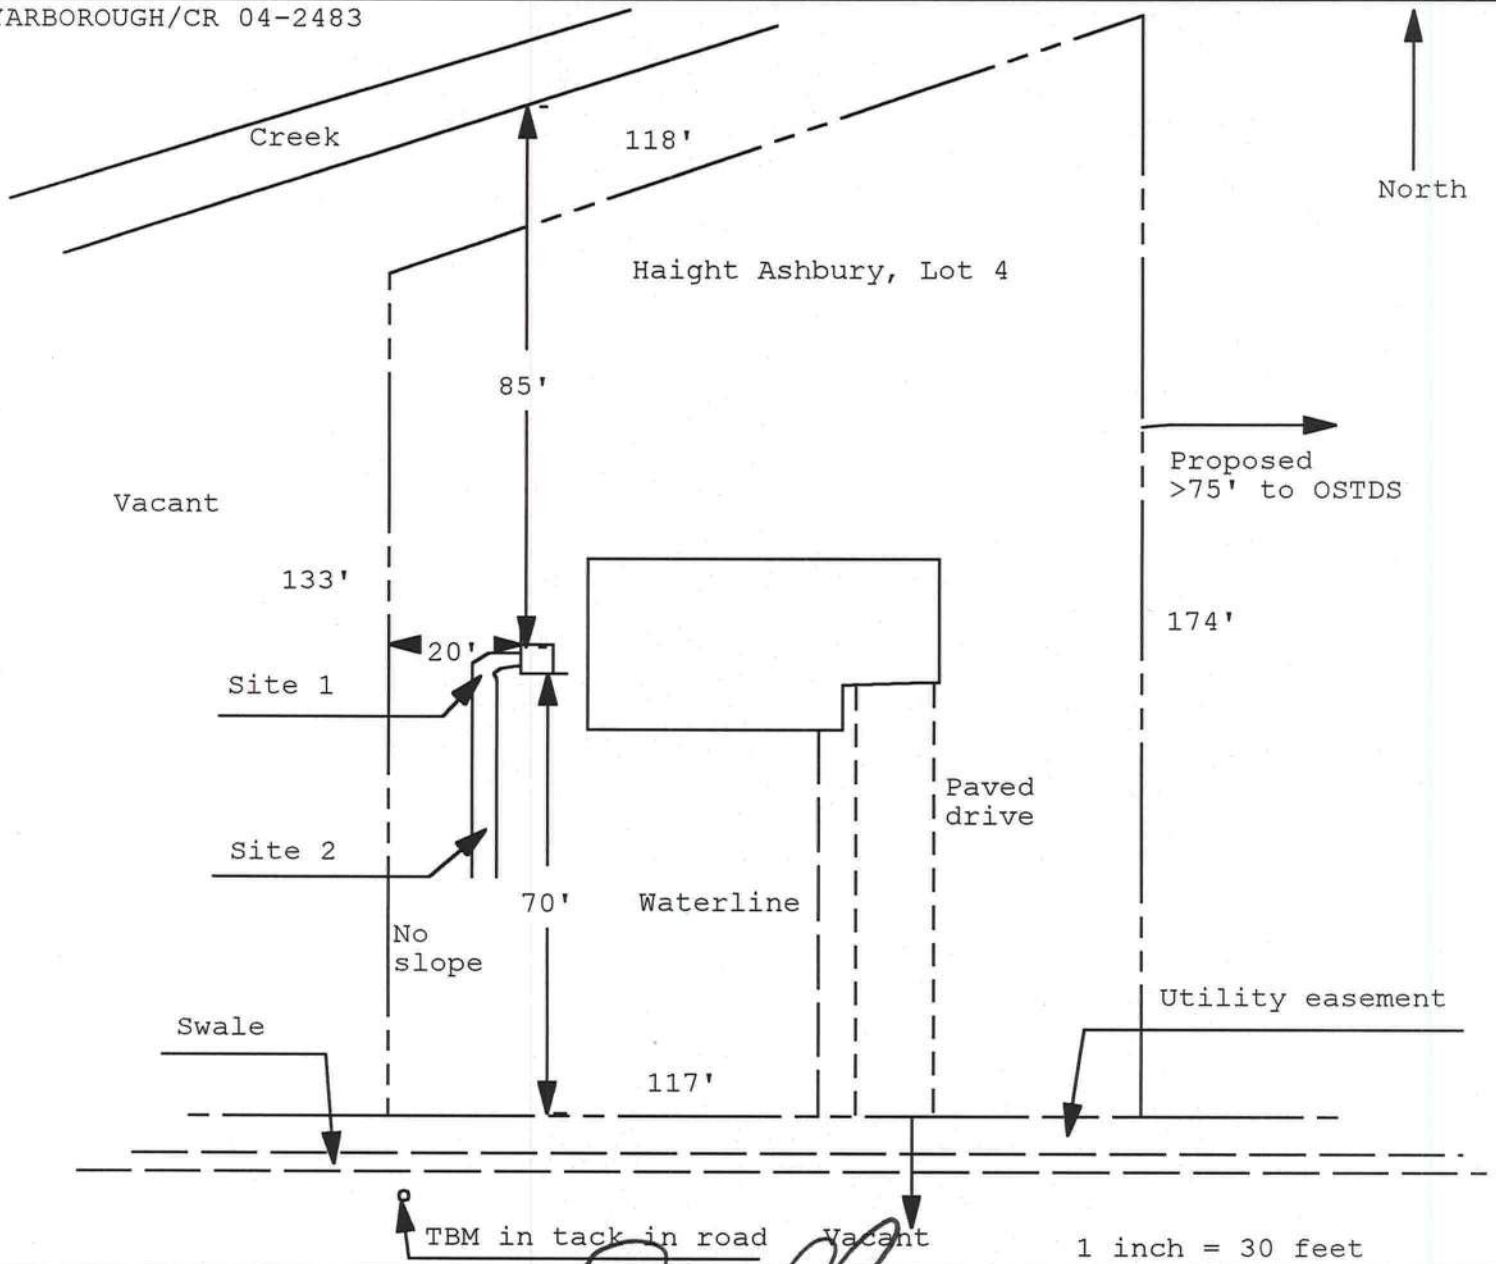 YARBOROUGH/CR 04-2483
Creek
118'
North
Haight Ashbury, Lot 4
85'
Proposed
>75' to OSTDS
Vacant
133'
174'
20'
Site 1
Paved
drive
Site 2
70'
Waterline
No
slope
Utility easement
Swale
117'
TBM in tack in road
Vacant
1 inch = 30 feet